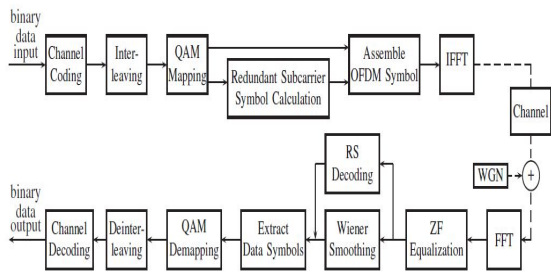 binary
data
input
Channel
Coding
Inter-
leaving
QAM
Mapping
Redundant Subcarrier
Symbol Calculation
Assemble
OFDM Symbol
IFFT
Channel
WGN
+
RS
Decoding
binary
data
output
Channel
Decoding
Deinter-
leaving
QAM
Demapping
Extract
Data Symbols
Wiener
Smoothing
ZF
Equalization
FFT